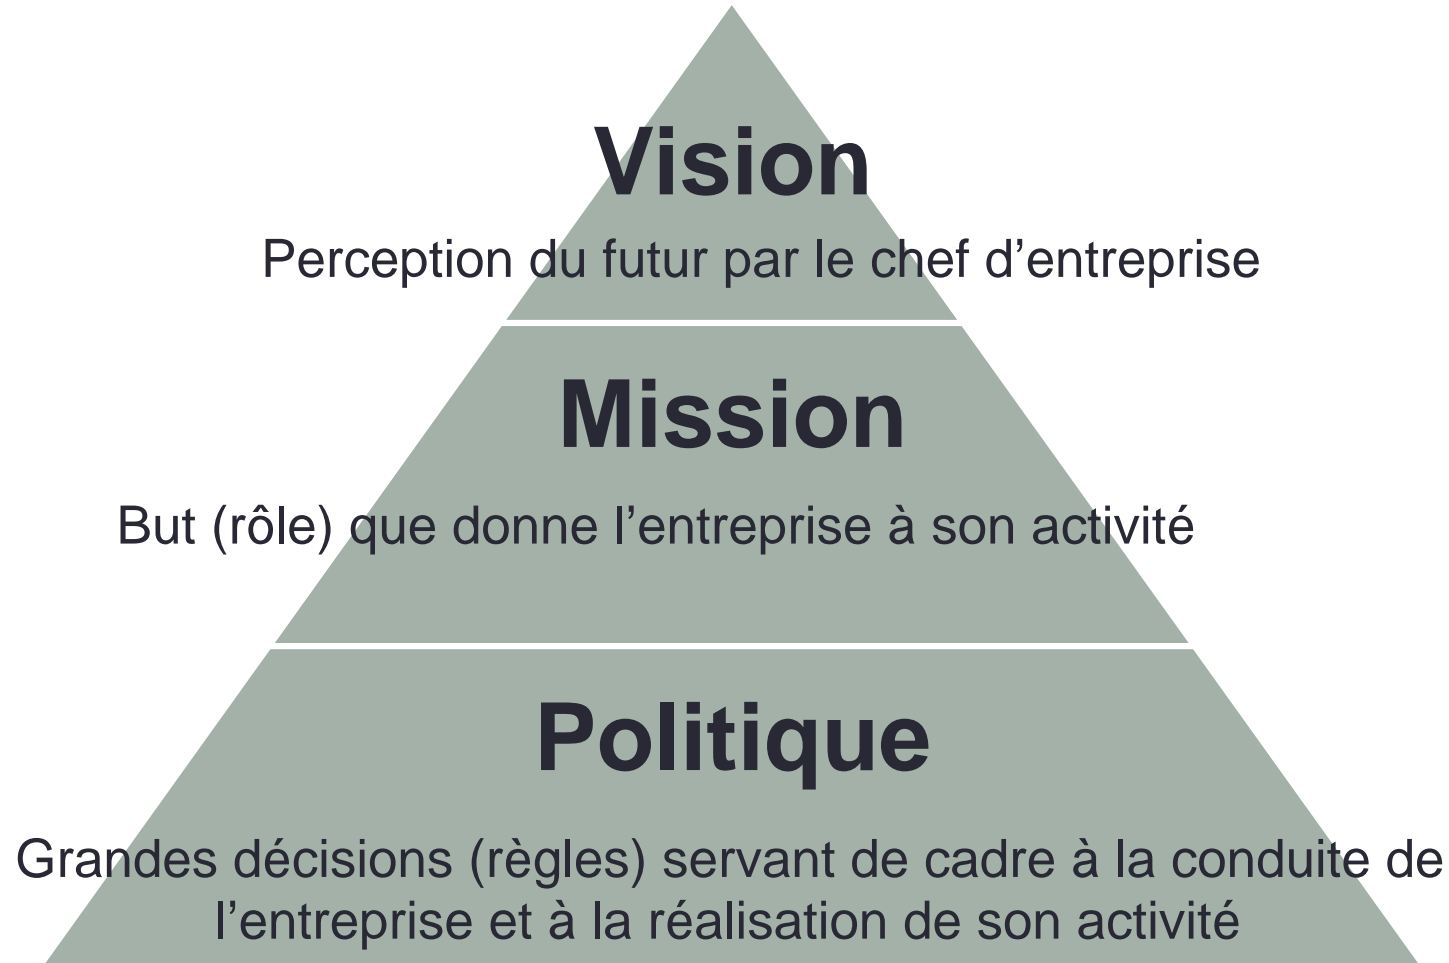 Vision
Perception du futur par le chef d’entreprise
Mission
But (rôle) que donne l’entreprise à son activité
Politique
Grandes décisions (règles) servant de cadre à la conduite de
l’entreprise et à la réalisation de son activité